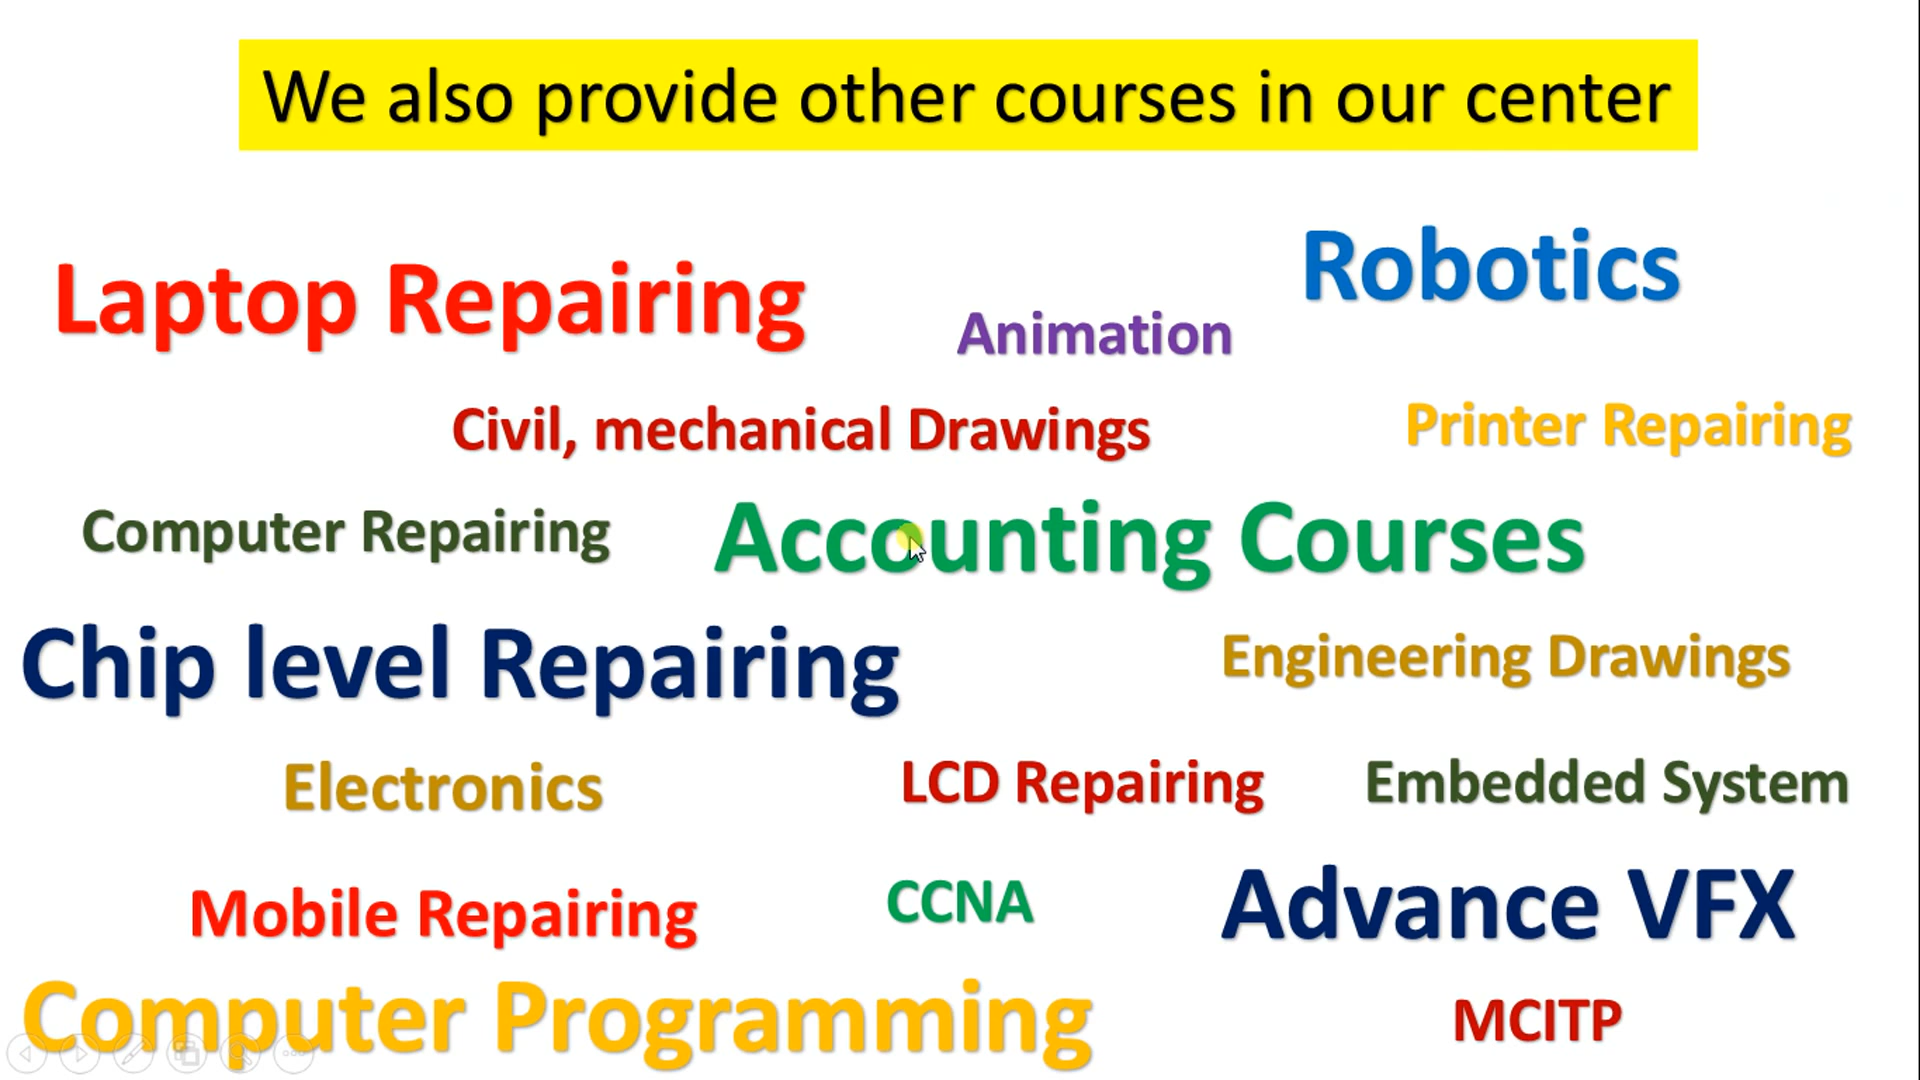 We also provide other courses in our center
Robotics
Laptop Repairing
Animation
Civil, mechanical Drawings
Printer Repairing
Computer Repairing
Accounting Courses
Chip level Repairing
Engineering Drawings
Electronics
LCD Repairing
Embedded System
Mobile Repairing
CCNA
Advance VFX
Computer Programming
MCITP